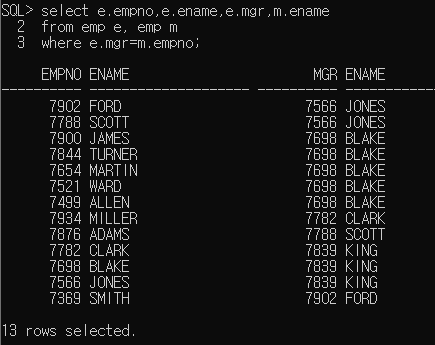 SQL> select e.empno,e.ename,e.mgr,m.ename
  2  from emp e, emp m
  3  where e.mgr=m.empno;

     EMPNO ENAME                       MGR ENAME
---------- -------------------- ---------- --------------------
      7902 FORD                       7566 JONES
      7788 SCOTT                      7566 JONES
      7900 JAMES                      7698 BLAKE
      7844 TURNER                     7698 BLAKE
      7654 MARTIN                     7698 BLAKE
      7521 WARD                       7698 BLAKE
      7499 ALLEN                      7698 BLAKE
      7934 MILLER                     7782 CLARK
      7876 ADAMS                      7788 SCOTT
      7782 CLARK                      7839 KING
      7698 BLAKE                      7839 KING
      7566 JONES                      7839 KING
      7369 SMITH                      7902 FORD

13 rows selected.